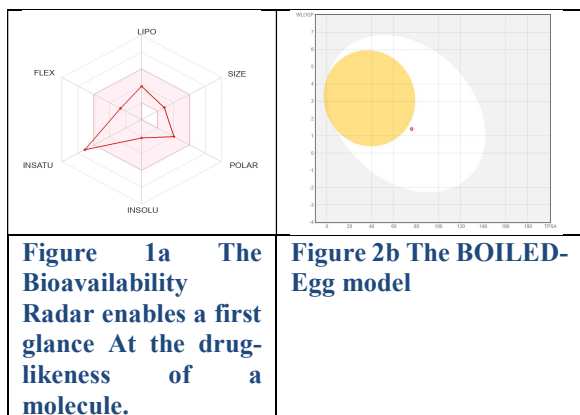 LIPO
FLEX
SIZE
INSATU
POLAR
INSOLU
WLOGP
7
6
5
4
3
2
1
0
-1
-2
-3
-4
0 20 40 60 80 100 120 140 160 180 TPSA
Figure 1a The
Bioavailability
Radar enables a first
glance At the drug-
likeness of a
molecule.
Figure 2b The BOILED-
Egg model